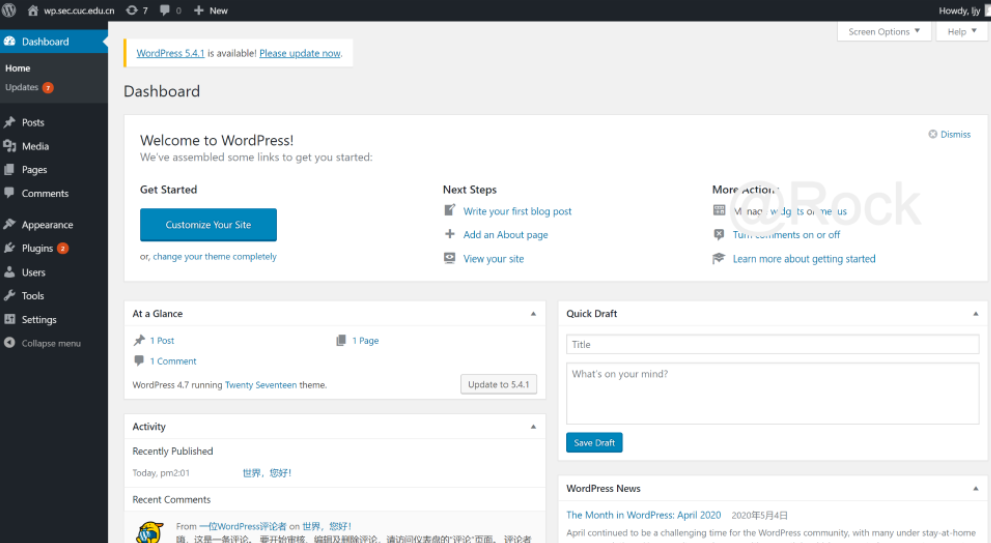 wp.sec.cuc.edu.cn 7 0 + New Howdy, ljy
Dashboard
Home
Updates 7
Posts
Media
Pages
Comments
Appearance
Plugins 2
Users
Tools
Settings
Collapse menu
Screen Options ▼ Help ▼
WordPress 5.4.1 is available! Please update now.
Dashboard
Welcome to WordPress!
We've assembled some links to get you started:
Dismiss
Get Started
Customize Your Site
or, change your theme completely
Next Steps
Write your first blog post
Add an About page
View your site
More Actions
Manage widgets or menus
Turn comments on or off
Learn more about getting started
@Rock
At a Glance
1 Post 1 Page
1 Comment
WordPress 4.7 running Twenty Seventeen theme.
Update to 5.4.1
Activity
Recently Published
Today, pm2:01 世界，您好！
Recent Comments
From 一位WordPress评论者 on 世界，您好！
嗨，这是一条评论。 要开始审核、编辑及删除评论，请访问仪表盘的“评论”页面。 评论者
Quick Draft
Title
What's on your mind?
Save Draft
WordPress News
The Month in WordPress: April 2020 2020年5月4日
April continued to be a challenging time for the WordPress community, with many under stay-at-home